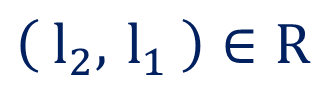 ( l₂, l₁ ) ∈ R